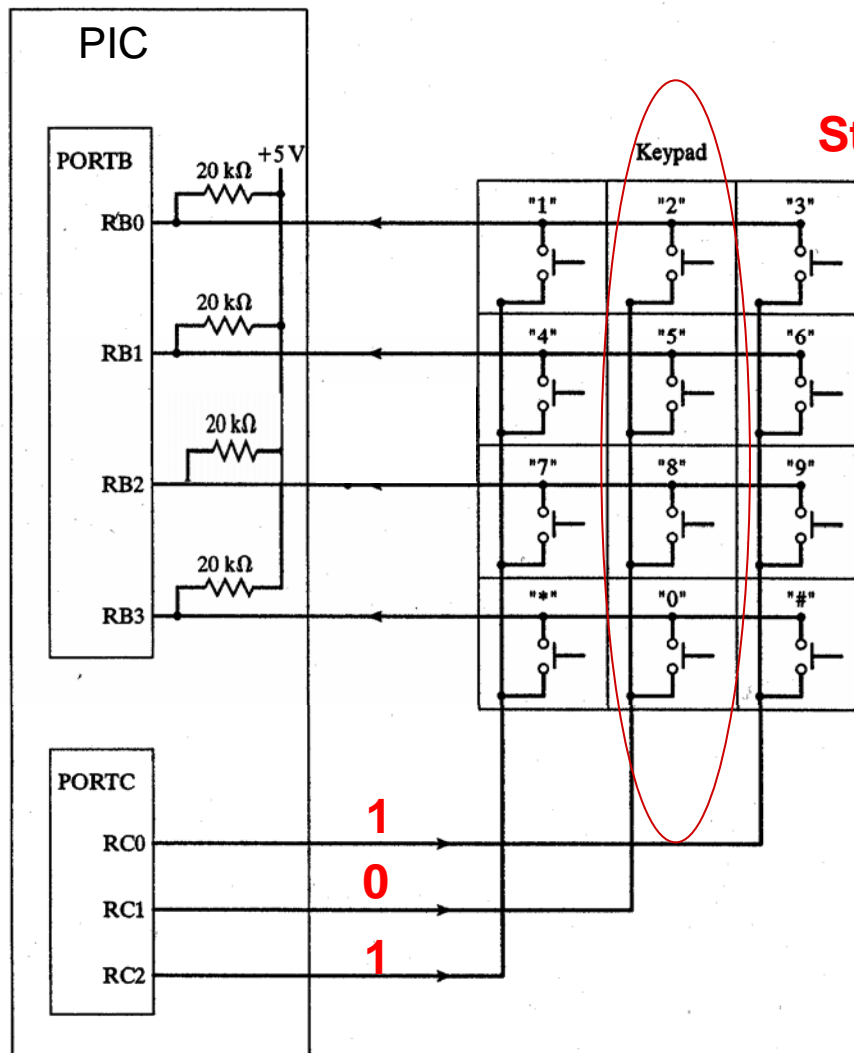 PIC
St
Keypad
PORTB
+5 V
20 kΩ
RB0
"1" "2" "3"
20 kΩ
RB1
"4" "5" "6"
20 kΩ
RB2
"7" "8" "9"
20 kΩ
RB3
"*" "0" "#"
PORTC
1
RC0
0
RC1
1
RC2